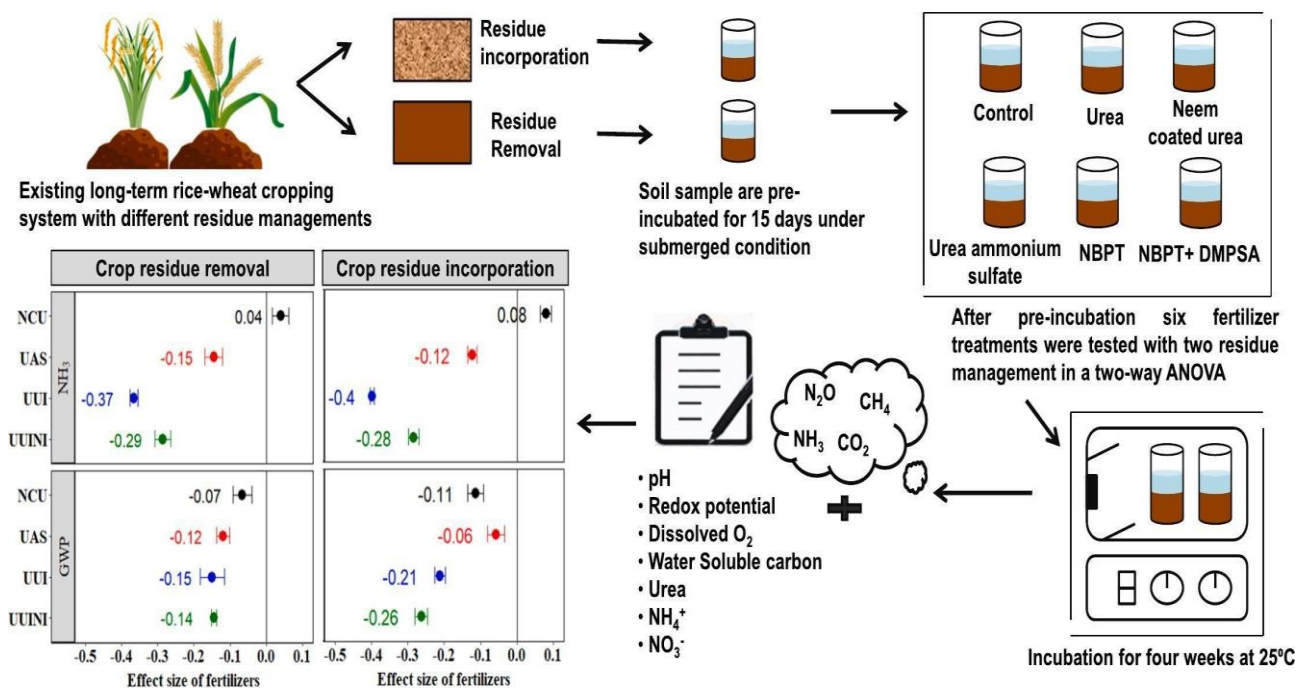 Residue
incorporation
Residue
Removal
Existing long-term rice-wheat cropping
system with different residue managements
Soil sample are pre-
incubated for 15 days under
submerged condition
Control
Urea
Neem
coated urea
Urea ammonium
sulfate
NBPT
NBPT+ DMPSA
After pre-incubation six fertilizer
treatments were tested with two residue
management in a two-way ANOVA
Incubation for four weeks at 25ºC
N₂O
CH₄
NH₃
CO₂
• pH
• Redox potential
• Dissolved O₂
• Water Soluble carbon
• Urea
• NH₄⁺
• NO₃⁻
Crop residue removal
Crop residue incorporation
NH₃
NCU
0.04
0.08
UAS
-0.15
-0.12
UUI
-0.37
-0.4
UUINI
-0.29
-0.28
GWP
NCU
-0.07
-0.11
UAS
-0.12
-0.06
UUI
-0.15
-0.21
UUINI
-0.14
-0.26
-0.5 -0.4 -0.3 -0.2 -0.1 0.0 0.1
-0.5 -0.4 -0.3 -0.2 -0.1 0.0 0.1
Effect size of fertilizers
Effect size of fertilizers